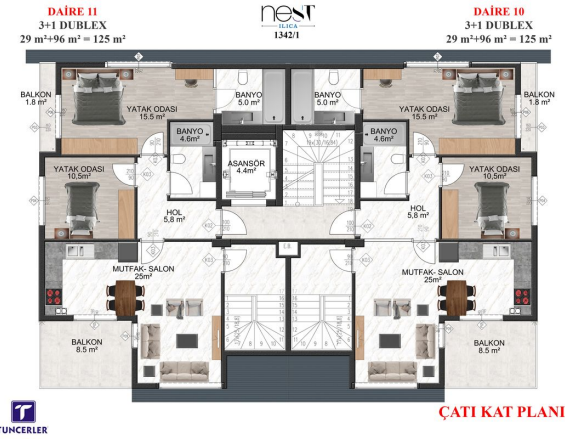 DAİRE 11
3+1 DUBLEX
29 m²+96 m² = 125 m²
nest
ILICA
1342/1
DAİRE 10
3+1 DUBLEX
29 m²+96 m² = 125 m²
BALKON
1.8 m²
YATAK ODASI
15.5 m²
BANYO
5.0 m²
BANYO
5.0 m²
YATAK ODASI
15.5 m²
BALKON
1.8 m²
BANYO
4.6m²
ASANSÖR
4.4m²
BANYO
4.6m²
YATAK ODASI
10,5m²
YATAK ODASI
10,5m²
HOL
5,8 m²
HOL
5,8 m²
MUTFAK- SALON
25m²
MUTFAK- SALON
25m²
BALKON
8.5 m²
BALKON
8.5 m²
ÇATI KAT PLANI
TUNCERLER